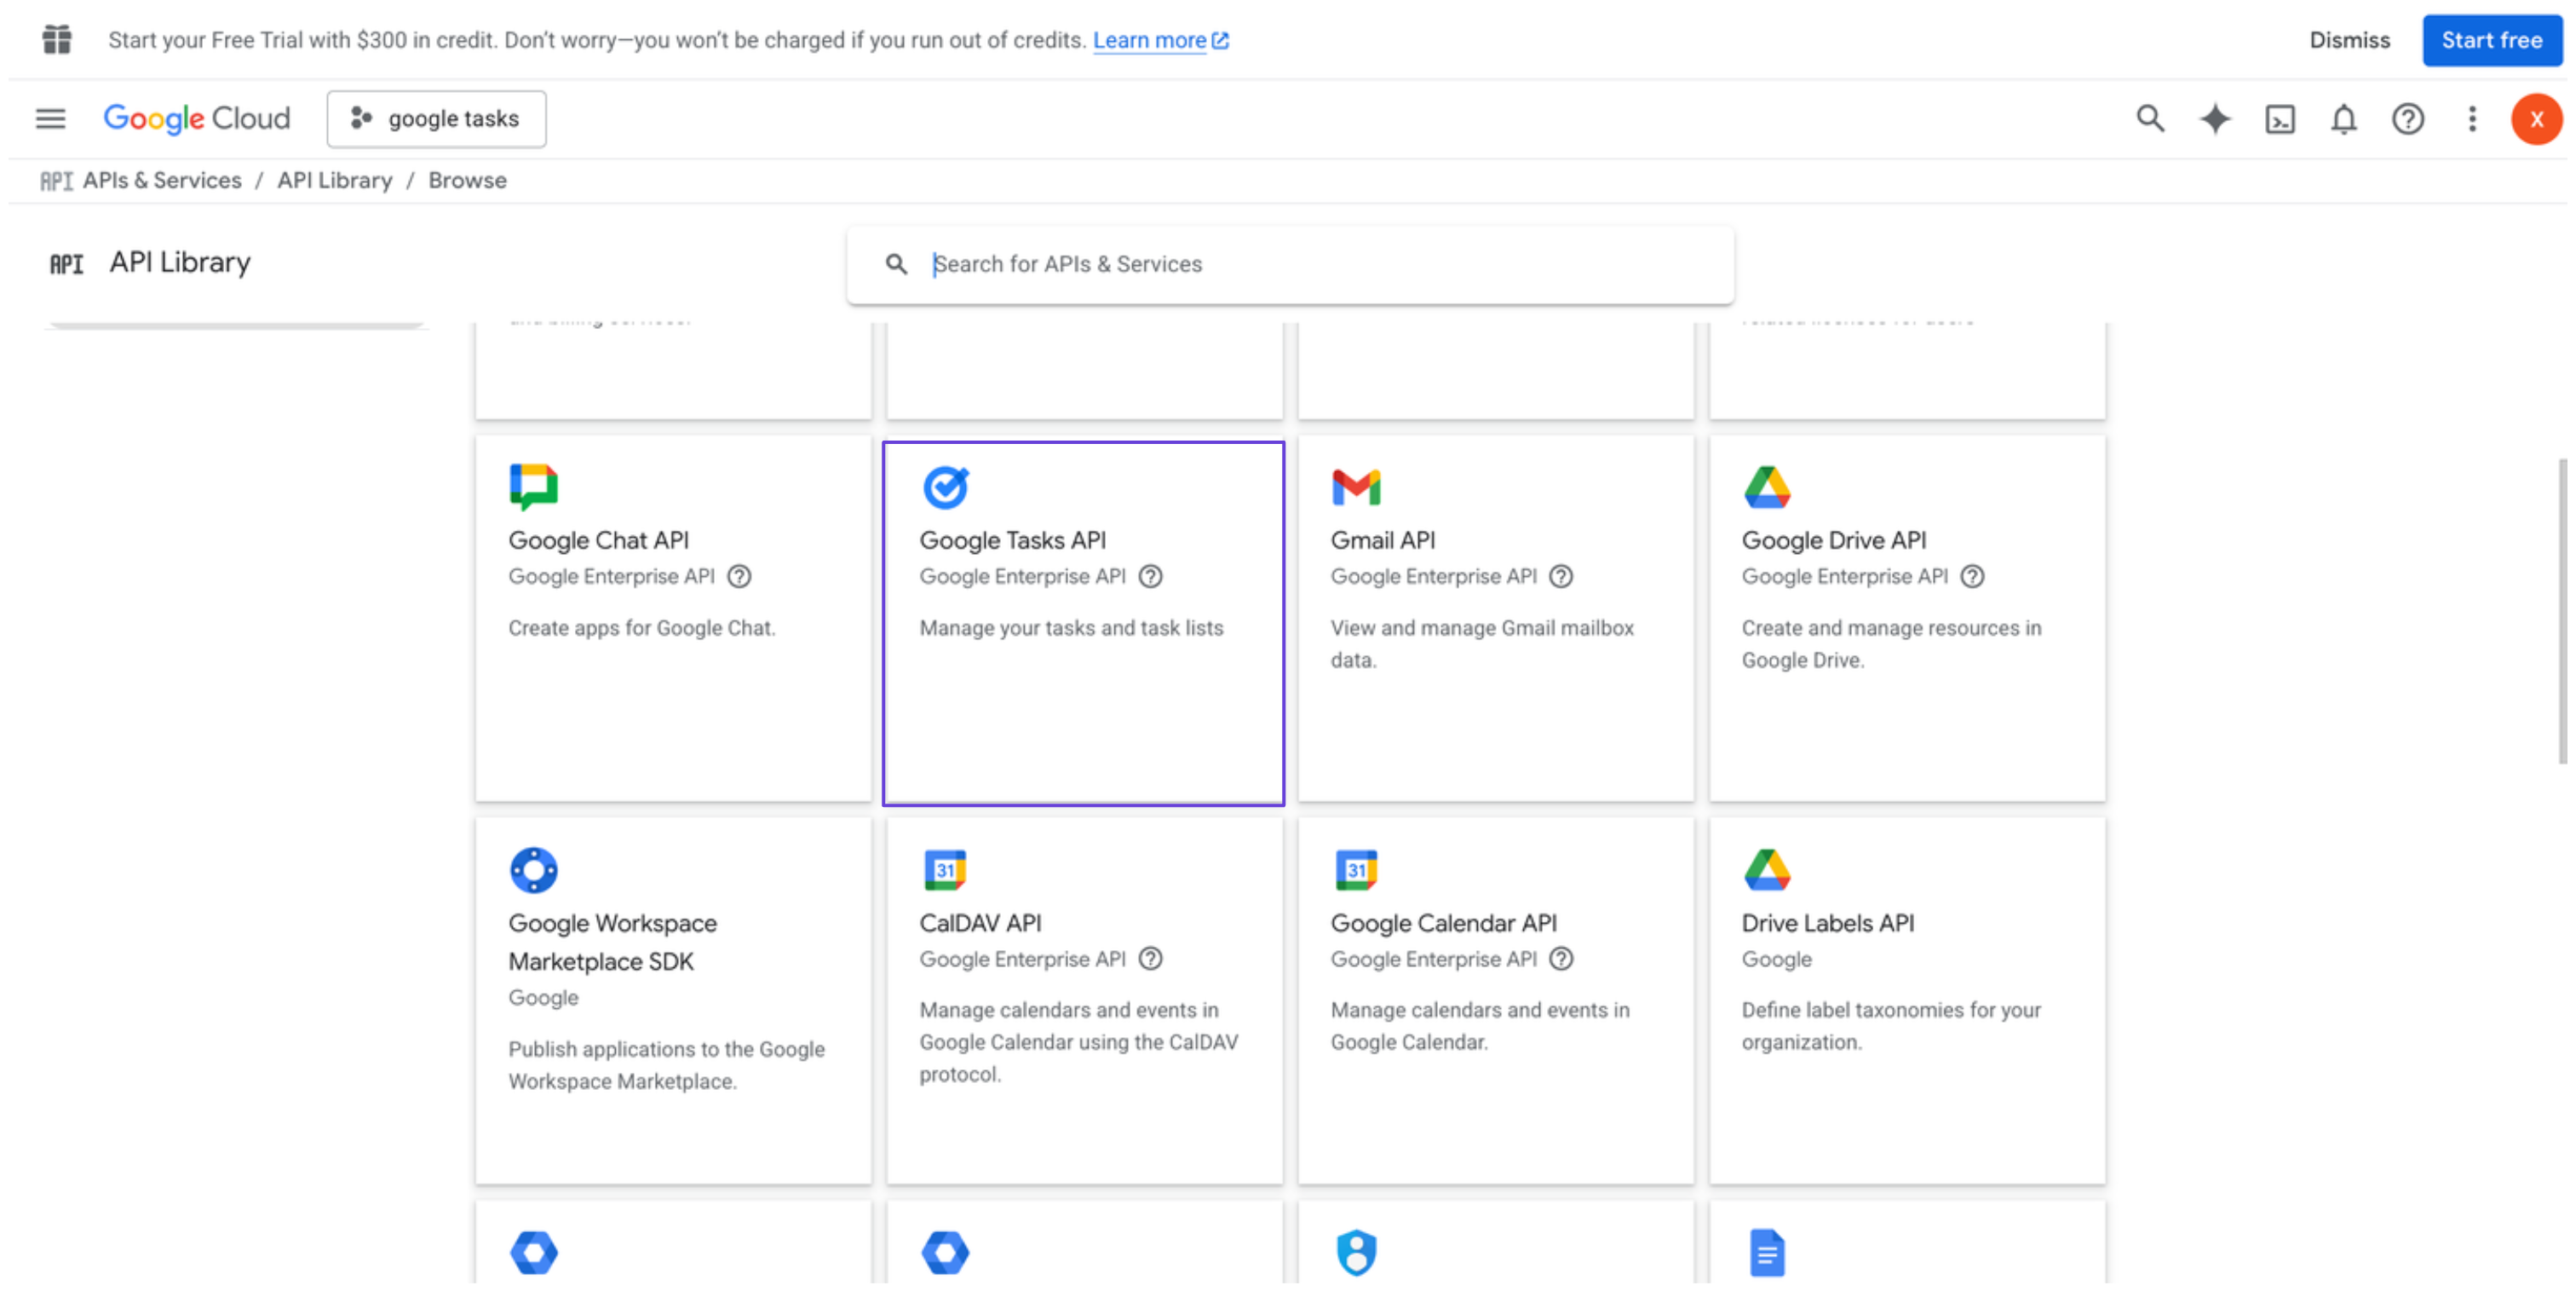 Start your Free Trial with $300 in credit. Don't worry—you won't be charged if you run out of credits. Learn more
Dismiss
Start free
Google Cloud
google tasks
X
API APIs & Services / API Library / Browse
API API Library
Search for APIs & Services
Google Chat API
Google Enterprise API
Create apps for Google Chat.
Google Tasks API
Google Enterprise API
Manage your tasks and task lists
Gmail API
Google Enterprise API
View and manage Gmail mailbox
data.
Google Drive API
Google Enterprise API
Create and manage resources in
Google Drive.
Google Workspace
Marketplace SDK
Google
Publish applications to the Google
Workspace Marketplace.
31
CalDAV API
Google Enterprise API
Manage calendars and events in
Google Calendar using the CalDAV
protocol.
31
Google Calendar API
Google Enterprise API
Manage calendars and events in
Google Calendar.
Drive Labels API
Google
Define label taxonomies for your
organization.